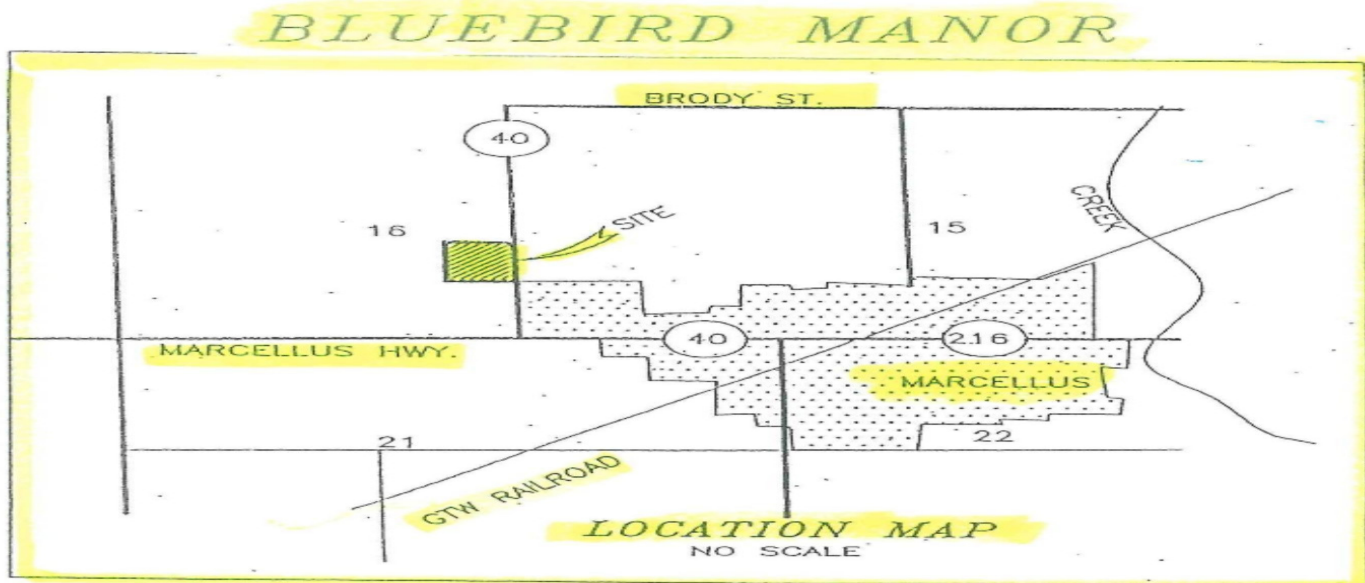 BLUEBIRD MANOR
BRODY ST.
40
CREEK
SITE
16
15
MARCELLUS HWY.
40
216
MARCELLUS
21
22
GTW RAILROAD
LOCATION MAP
NO SCALE